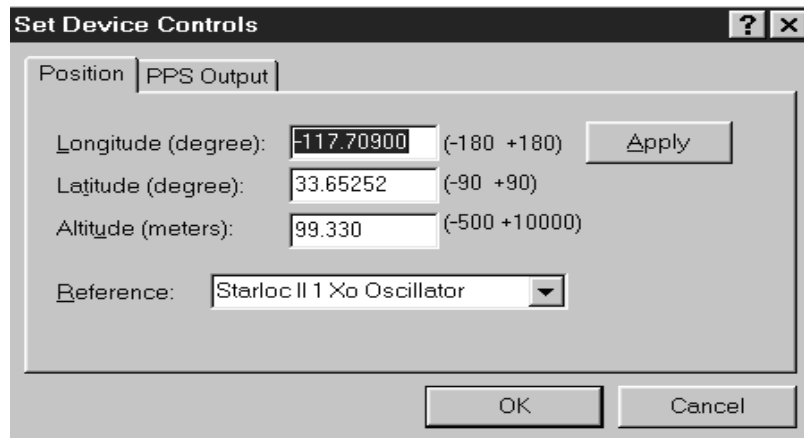 Set Device Controls
Position PPS Output
Longitude (degree): -117.70900 (-180 +180) Apply
Latitude (degree): 33.65252 (-90 +90)
Altitude (meters): 99.330 (-500 +10000)
Reference: Starloc II 1 Xo Oscillator
OK Cancel